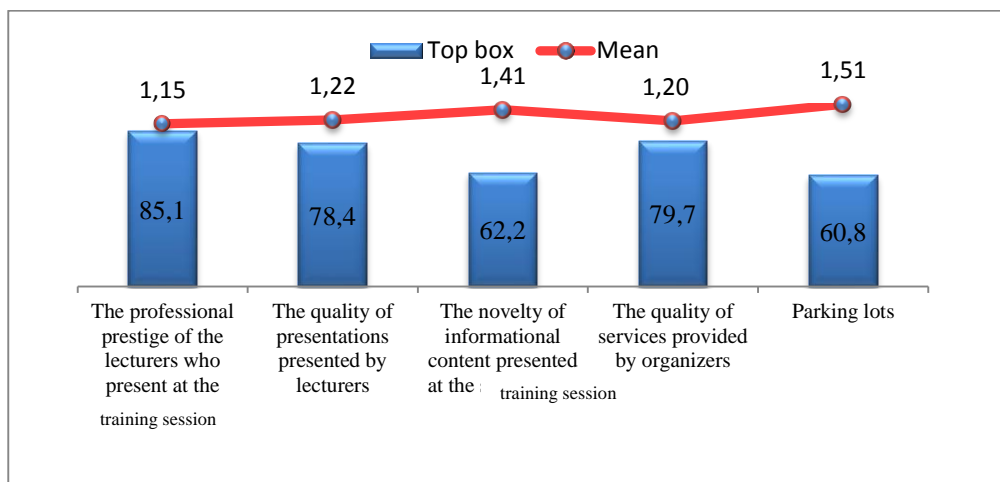 Top box Mean
1,15 1,22 1,41 1,20 1,51
85,1 78,4 62,2 79,7 60,8
The professional
prestige of the
lecturers who
present at the
training session
The quality of
presentations
presented by
lecturers
The novelty of
informational
content presented
at the
training session
The quality of
services provided
by organizers
Parking lots